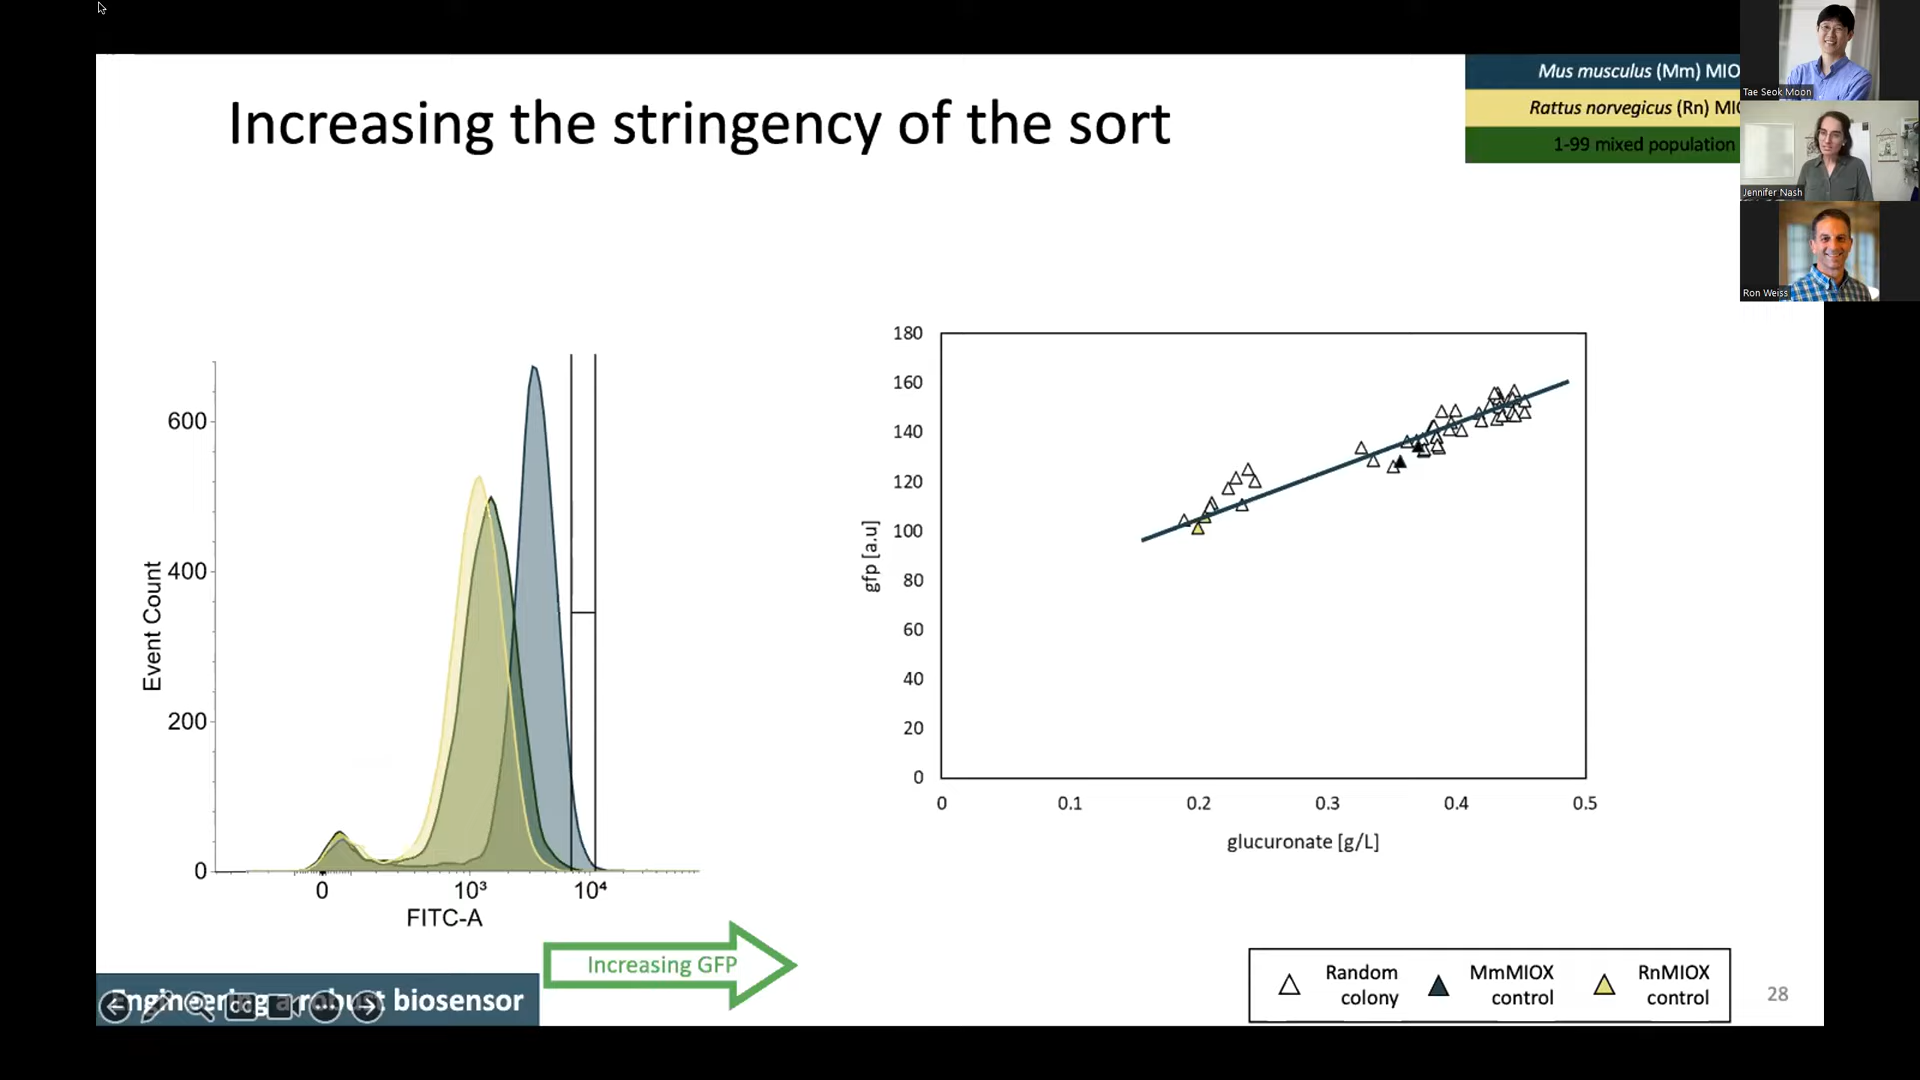 Increasing the stringency of the sort
Mus musculus (Mm) MIO
Rattus norvegicus (Rn) MI
1-99 mixed population
Tae Seok Moon
Jennifer Nash
Ron Weiss
600
400
200
0
Event Count
0
10³
10⁴
FITC-A
Increasing GFP
180
160
140
120
100
80
60
40
20
0
gfp [a.u]
0
0.1
0.2
0.3
0.4
0.5
glucuronate [g/L]
Random colony
MmMIOX control
RnMIOX control
Engineering a robust biosensor
CC
28